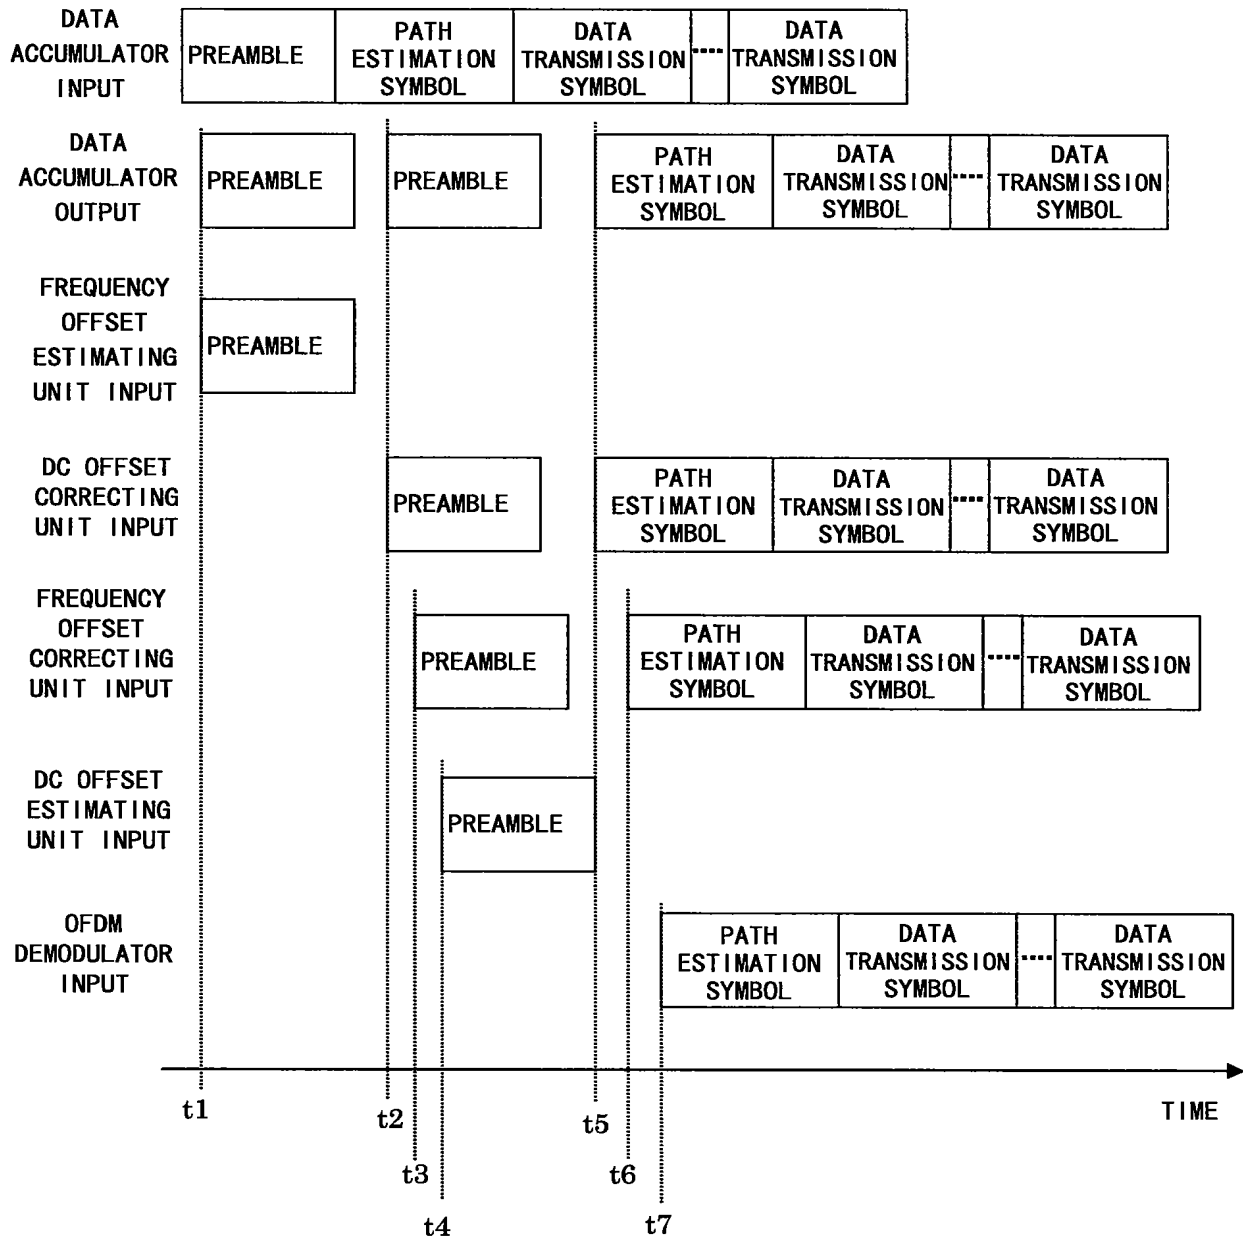 DATA
ACCUMULATOR
INPUT
PREAMBLE
PATH
ESTIMATION
SYMBOL
DATA
TRANSMISSION
SYMBOL
DATA
TRANSMISSION
SYMBOL
DATA
ACCUMULATOR
OUTPUT
PREAMBLE
PREAMBLE
PATH
ESTIMATION
SYMBOL
DATA
TRANSMISSION
SYMBOL
DATA
TRANSMISSION
SYMBOL
FREQUENCY
OFFSET
ESTIMATING
UNIT INPUT
PREAMBLE
DC OFFSET
CORRECTING
UNIT INPUT
PREAMBLE
PATH
ESTIMATION
SYMBOL
DATA
TRANSMISSION
SYMBOL
DATA
TRANSMISSION
SYMBOL
FREQUENCY
OFFSET
CORRECTING
UNIT INPUT
PREAMBLE
PATH
ESTIMATION
SYMBOL
DATA
TRANSMISSION
SYMBOL
DATA
TRANSMISSION
SYMBOL
DC OFFSET
ESTIMATING
UNIT INPUT
PREAMBLE
OFDM
DEMODULATOR
INPUT
PATH
ESTIMATION
SYMBOL
DATA
TRANSMISSION
SYMBOL
DATA
TRANSMISSION
SYMBOL
t1
t2
t3
t4
t5
t6
t7
TIME